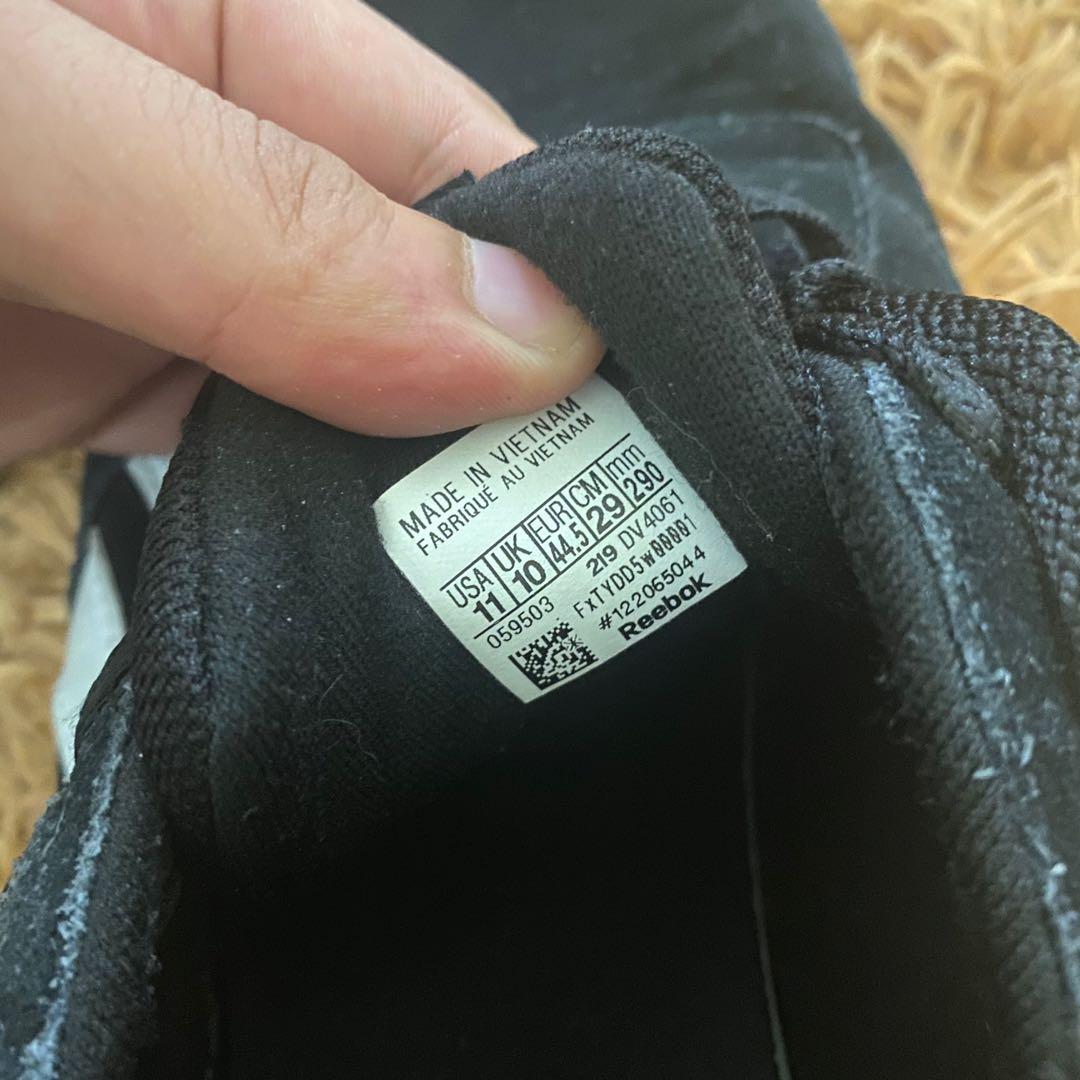 MADE IN VIETNAM
FABRIQUÉ AU VIETNAM
USA UK EUR CM mm
11 10 44.5 29 290
059503 219 DV4061
FxTYDD5w00001
#122065044
Reebok